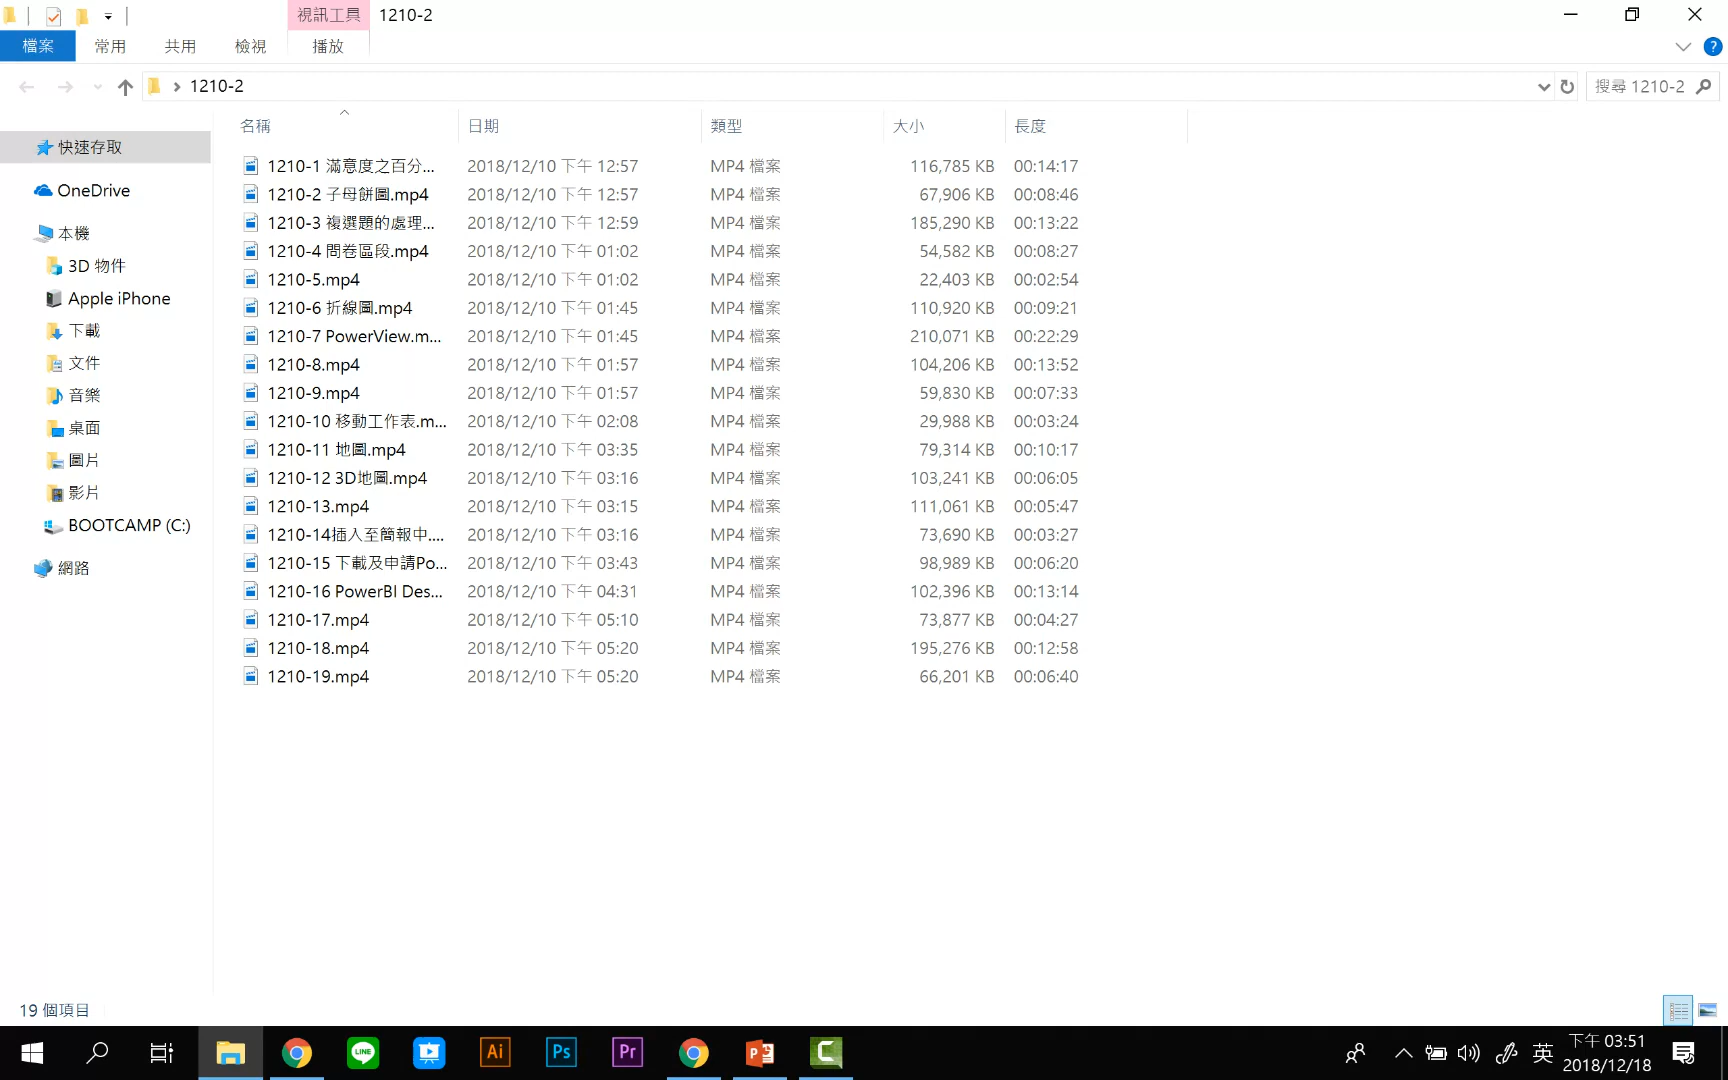 視訊工具 1210-2
檔案 常用 共用 檢視 播放
1210-2 搜尋 1210-2
名稱 日期 類型 大小 長度
快速存取
OneDrive
本機
3D 物件
Apple iPhone
下載
文件
音樂
桌面
圖片
影片
BOOTCAMP (C:)
網路
1210-1 滿意度之百分... 2018/12/10 下午 12:57 MP4 檔案 116,785 KB 00:14:17
1210-2 子母餅圖.mp4 2018/12/10 下午 12:57 MP4 檔案 67,906 KB 00:08:46
1210-3 複選題的處理... 2018/12/10 下午 12:59 MP4 檔案 185,290 KB 00:13:22
1210-4 問卷區段.mp4 2018/12/10 下午 01:02 MP4 檔案 54,582 KB 00:08:27
1210-5.mp4 2018/12/10 下午 01:02 MP4 檔案 22,403 KB 00:02:54
1210-6 折線圖.mp4 2018/12/10 下午 01:45 MP4 檔案 110,920 KB 00:09:21
1210-7 PowerView.m... 2018/12/10 下午 01:45 MP4 檔案 210,071 KB 00:22:29
1210-8.mp4 2018/12/10 下午 01:57 MP4 檔案 104,206 KB 00:13:52
1210-9.mp4 2018/12/10 下午 01:57 MP4 檔案 59,830 KB 00:07:33
1210-10 移動工作表.m... 2018/12/10 下午 02:08 MP4 檔案 29,988 KB 00:03:24
1210-11 地圖.mp4 2018/12/10 下午 03:35 MP4 檔案 79,314 KB 00:10:17
1210-12 3D地圖.mp4 2018/12/10 下午 03:16 MP4 檔案 103,241 KB 00:06:05
1210-13.mp4 2018/12/10 下午 03:15 MP4 檔案 111,061 KB 00:05:47
1210-14插入至簡報中.... 2018/12/10 下午 03:16 MP4 檔案 73,690 KB 00:03:27
1210-15 下載及申請Po... 2018/12/10 下午 03:43 MP4 檔案 98,989 KB 00:06:20
1210-16 PowerBI Des... 2018/12/10 下午 04:31 MP4 檔案 102,396 KB 00:13:14
1210-17.mp4 2018/12/10 下午 05:10 MP4 檔案 73,877 KB 00:04:27
1210-18.mp4 2018/12/10 下午 05:20 MP4 檔案 195,276 KB 00:12:58
1210-19.mp4 2018/12/10 下午 05:20 MP4 檔案 66,201 KB 00:06:40
19 個項目
LINE Ai Ps Pr 英 下午 03:51
2018/12/18